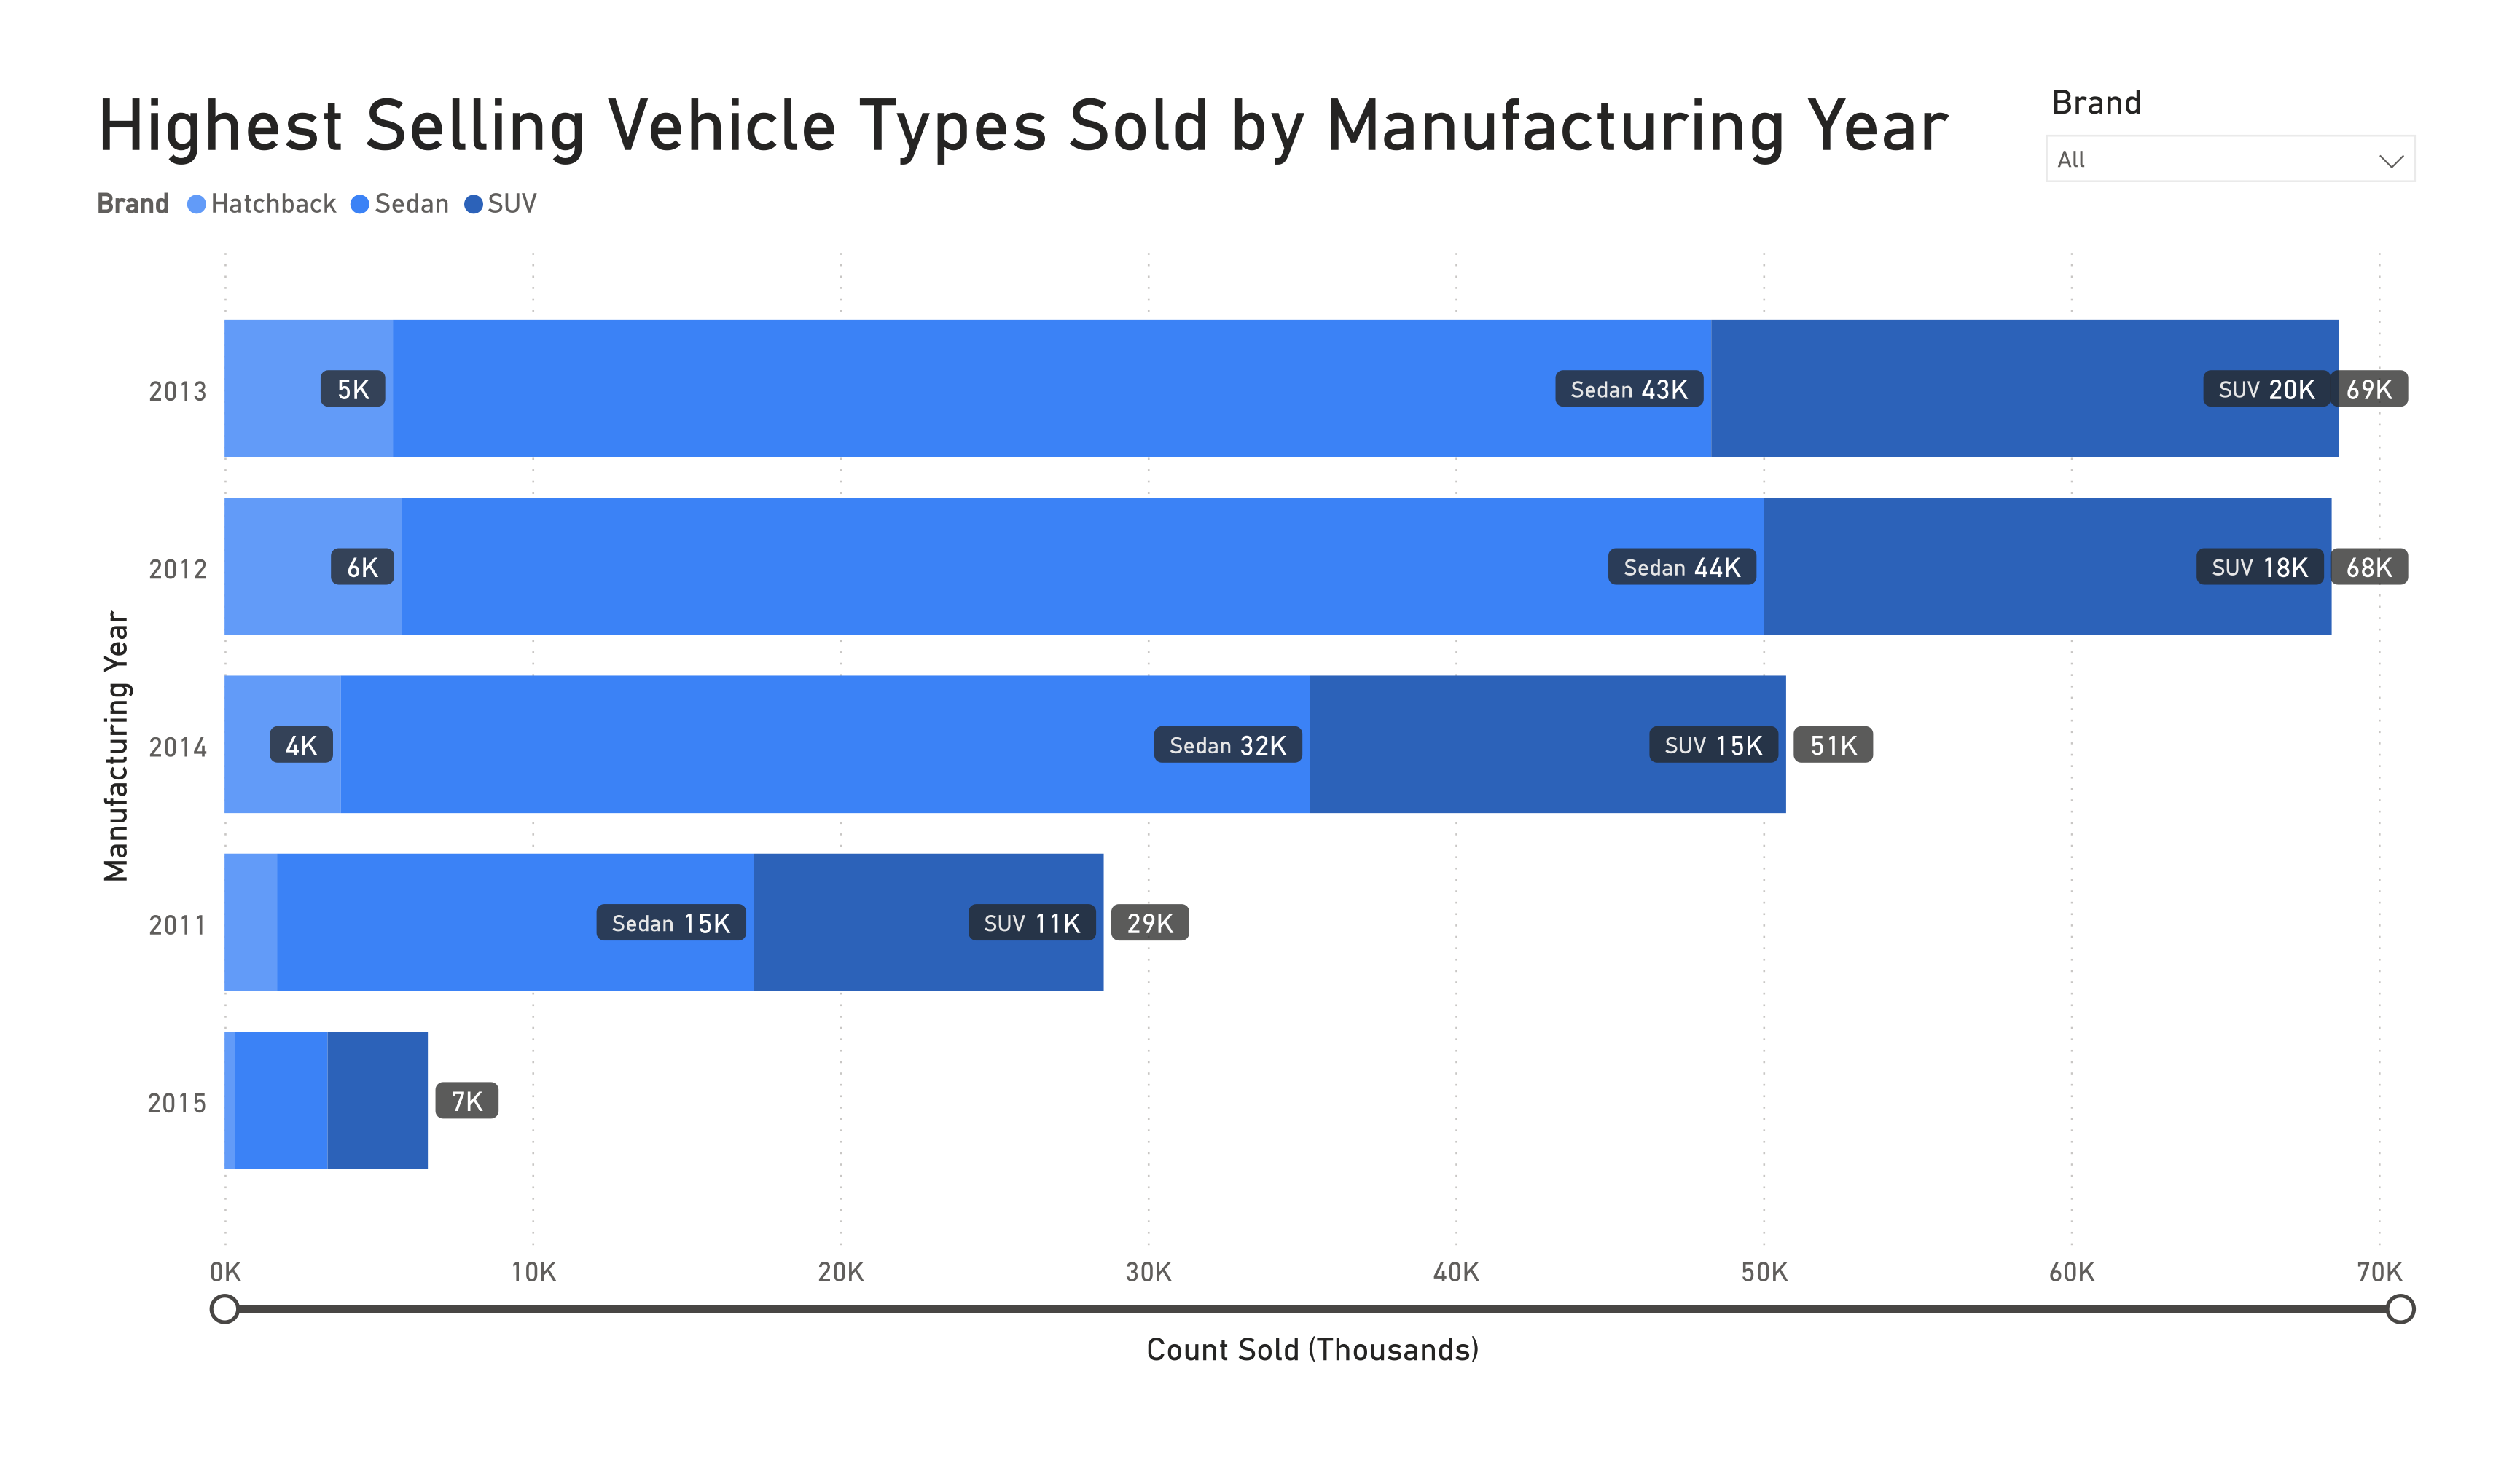 Highest Selling Vehicle Types Sold by Manufacturing Year
Brand
All
Brand Hatchback Sedan SUV
Manufacturing Year
2013 5K Sedan 43K SUV 20K 69K
2012 6K Sedan 44K SUV 18K 68K
2014 4K Sedan 32K SUV 15K 51K
2011 Sedan 15K SUV 11K 29K
2015 7K
0K 10K 20K 30K 40K 50K 60K 70K
Count Sold (Thousands)